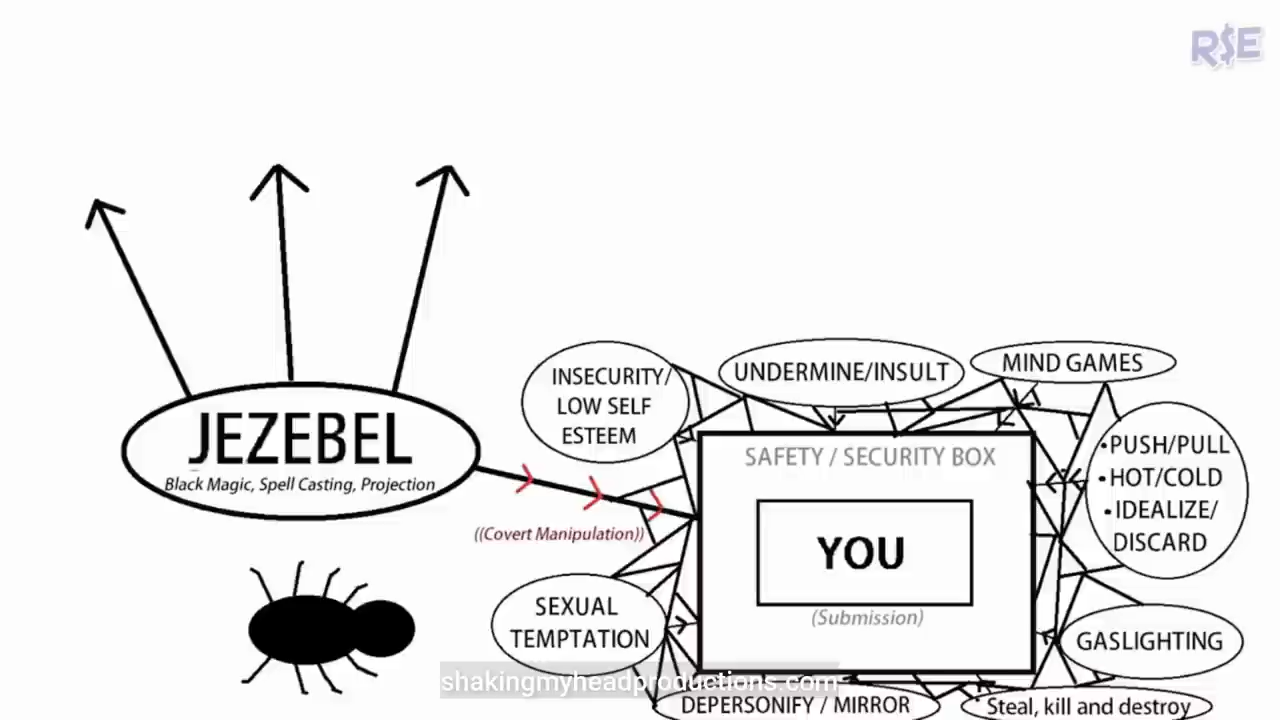 R$E
JEZEBEL
Black Magic, Spell Casting, Projection
((Covert Manipulation))
INSECURITY/
LOW SELF
ESTEEM
UNDERMINE/INSULT
MIND GAMES
•PUSH/PULL
•HOT/COLD
•IDEALIZE/
DISCARD
SAFETY / SECURITY BOX
YOU
(Submission)
SEXUAL
TEMPTATION
GASLIGHTING
DEPERSONIFY / MIRROR
Steal, kill and destroy
shakingmyheadproductions.com